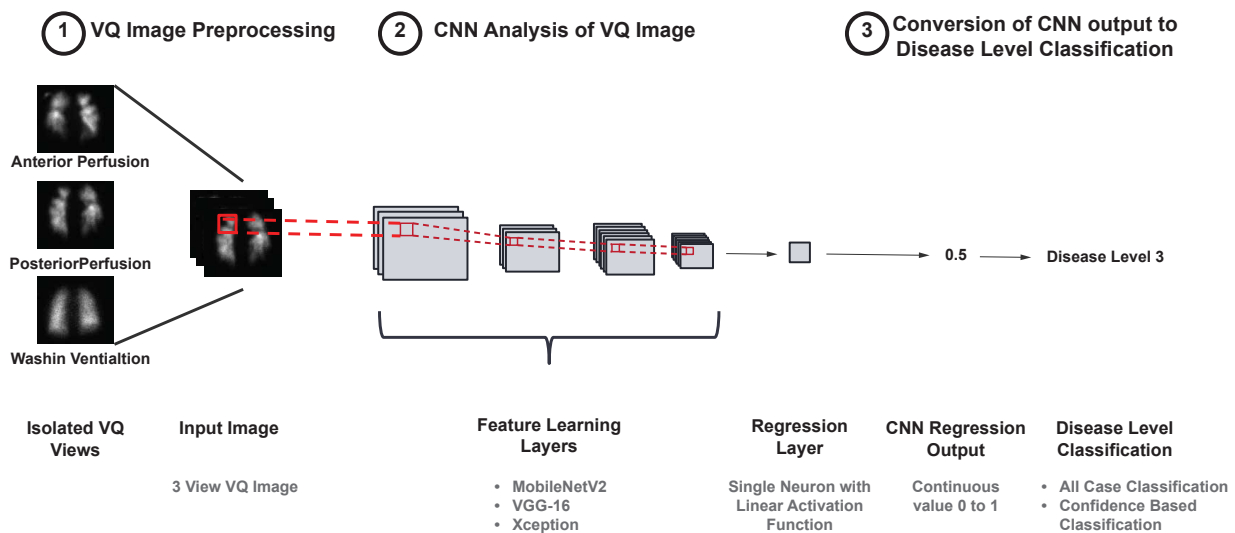 1 VQ Image Preprocessing
2 CNN Analysis of VQ Image
3 Conversion of CNN output to
Disease Level Classification
Anterior Perfusion
PosteriorPerfusion
Washin Ventialtion
0.5
Disease Level 3
Isolated VQ
Views
Input Image
3 View VQ Image
Feature Learning
Layers
• MobileNetV2
• VGG-16
• Xception
Regression
Layer
Single Neuron with
Linear Activation
Function
CNN Regression
Output
Continuous
value 0 to 1
Disease Level
Classification
• All Case Classification
• Confidence Based
Classification